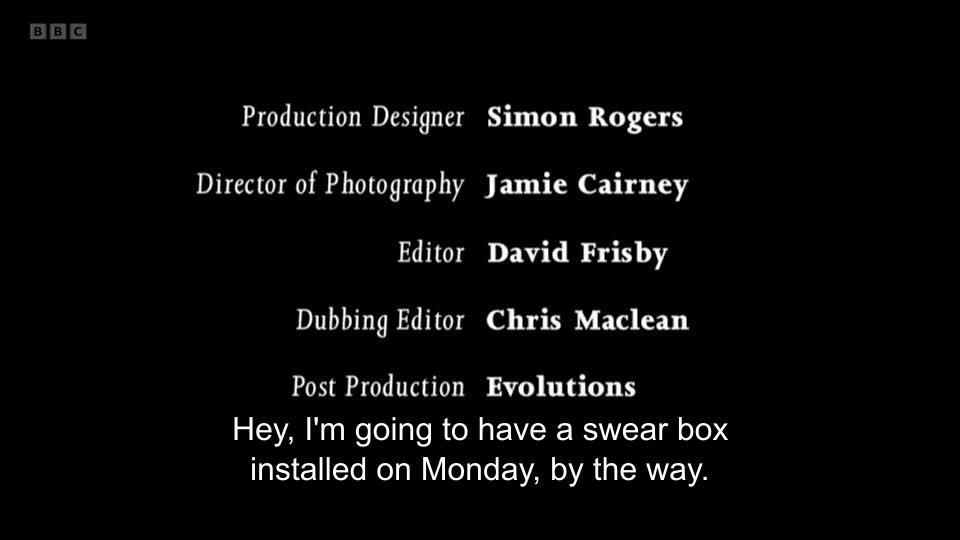 BBC
Production Designer Simon Rogers
Director of Photography Jamie Cairney
Editor David Frisby
Dubbing Editor Chris Maclean
Post Production Evolutions
Hey, I'm going to have a swear box
installed on Monday, by the way.